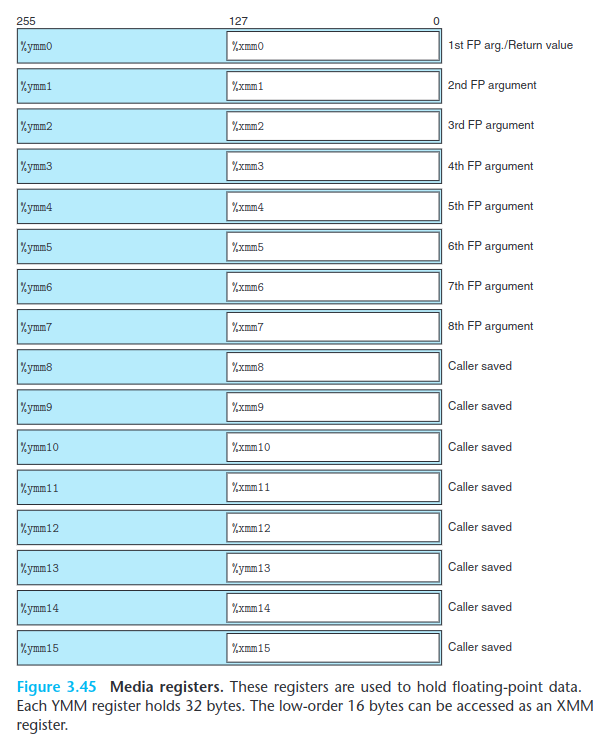 255 127 0
%ymm0 %xmm0 1st FP arg./Return value
%ymm1 %xmm1 2nd FP argument
%ymm2 %xmm2 3rd FP argument
%ymm3 %xmm3 4th FP argument
%ymm4 %xmm4 5th FP argument
%ymm5 %xmm5 6th FP argument
%ymm6 %xmm6 7th FP argument
%ymm7 %xmm7 8th FP argument
%ymm8 %xmm8 Caller saved
%ymm9 %xmm9 Caller saved
%ymm10 %xmm10 Caller saved
%ymm11 %xmm11 Caller saved
%ymm12 %xmm12 Caller saved
%ymm13 %ymm13 Caller saved
%ymm14 %xmm14 Caller saved
%ymm15 %xmm15 Caller saved
Figure 3.45 Media registers. These registers are used to hold floating-point data.
Each YMM register holds 32 bytes. The low-order 16 bytes can be accessed as an XMM
register.